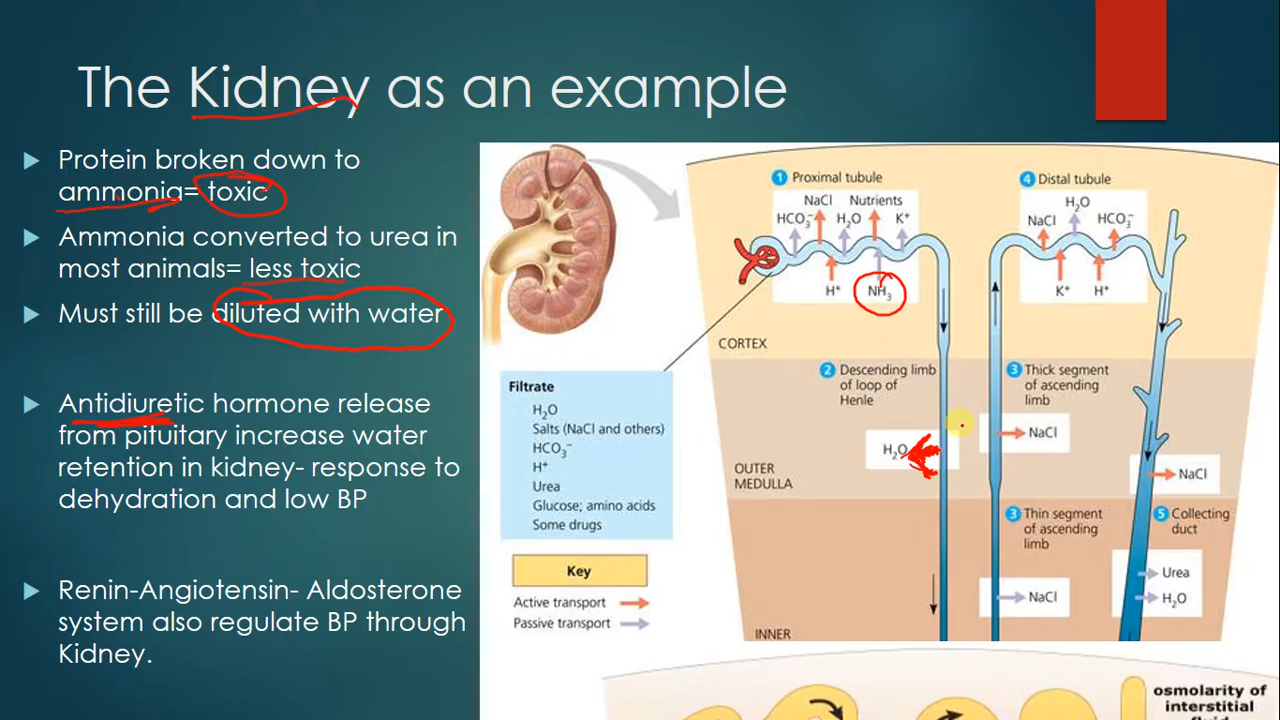 The Kidney as an example
Protein broken down to
ammonia= toxic
Ammonia converted to urea in
most animals= less toxic
Must still be diluted with water
Antidiuretic hormone release
from pituitary increase water
retention in kidney- response to
dehydration and low BP
Renin-Angiotensin- Aldosterone
system also regulate BP through
Kidney.
1 Proximal tubule
NaCl Nutrients
HCO₃⁻ H₂O K⁺
H⁺ NH₃
4 Distal tubule
H₂O
NaCl HCO₃⁻
K⁺ H⁺
CORTEX
2 Descending limb
of loop of
Henle
H₂O
3 Thick segment
of ascending
limb
NaCl
NaCl
OUTER
MEDULLA
3 Thin segment
of ascending
limb
NaCl
5 Collecting
duct
Urea
H₂O
INNER
Filtrate
H₂O
Salts (NaCl and others)
HCO₃⁻
H⁺
Urea
Glucose; amino acids
Some drugs
Key
Active transport
Passive transport
osmolarity of
interstitial